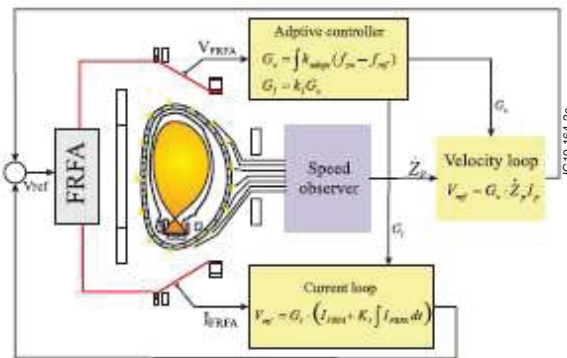 Adptive controller
V_FRFA
G_v = ∫ k_adapt (f_zw − f_ref)
G_I = k_I G_v
G_v
FRFA
Vref
Speed observer
Ż_p
Velocity loop
V_ref = G_v · Ż_p I_p
G_I
Current loop
I_FRFA
V_ref = G_I · (I_FRFA + K_I ∫ I_FRFA dt)